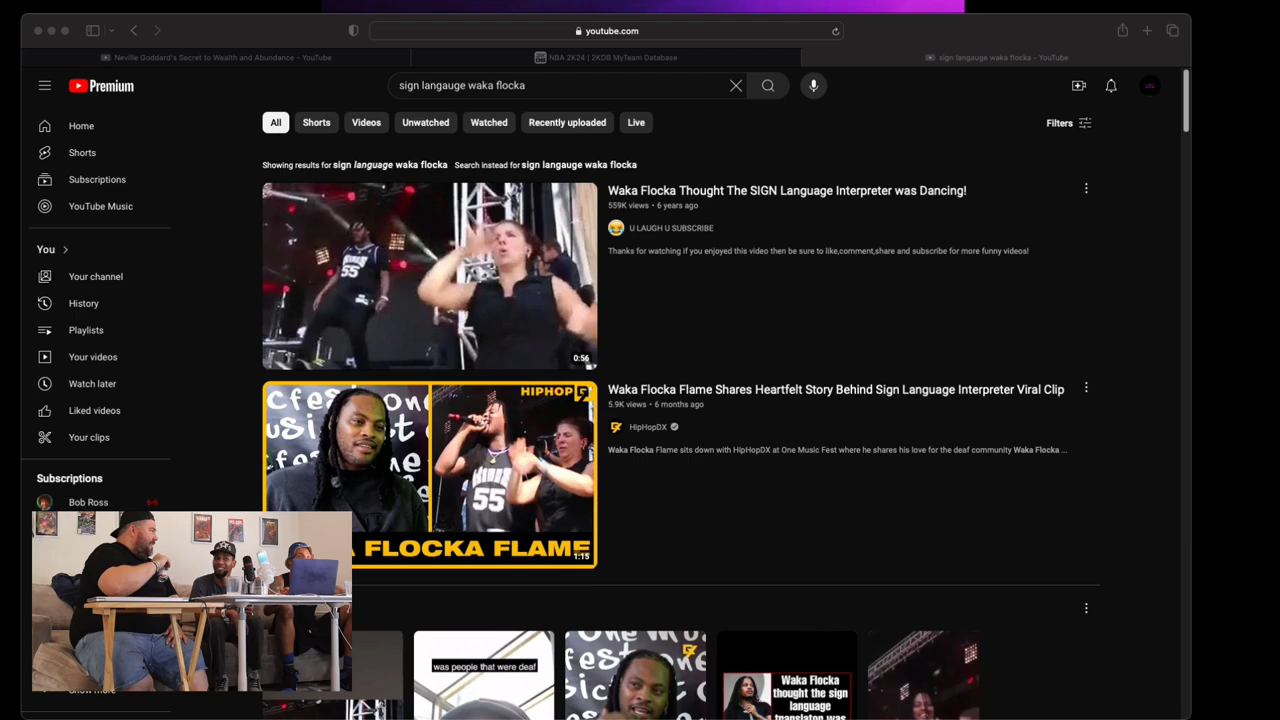 youtube.com
Neville Goddard's Secret to Wealth and Abundance - YouTube
NBA 2K24 | 2KDB MyTeam Database
sign langauge waka flocka - YouTube
Premium
sign langauge waka flocka
All
Shorts
Videos
Unwatched
Watched
Recently uploaded
Live
Filters
Home
Shorts
Subscriptions
YouTube Music
You
Your channel
History
Playlists
Your videos
Watch later
Liked videos
Your clips
Subscriptions
Bob Ross
Showing results for sign language waka flocka Search instead for sign langauge waka flocka
55
0:56
Waka Flocka Thought The SIGN Language Interpreter was Dancing!
559K views • 6 years ago
U LAUGH U SUBSCRIBE
Thanks for watching if you enjoyed this video then be sure to like,comment,share and subscribe for more funny videos!
HIPHOP
55
FLOCKA FLAME
1:15
Waka Flocka Flame Shares Heartfelt Story Behind Sign Language Interpreter Viral Clip
5.9K views • 6 months ago
HipHopDX
Waka Flocka Flame sits down with HipHopDX at One Music Fest where he shares his love for the deaf community Waka Flocka ...
was people that were deaf
Waka Flocka
thought the sign
language
translator was